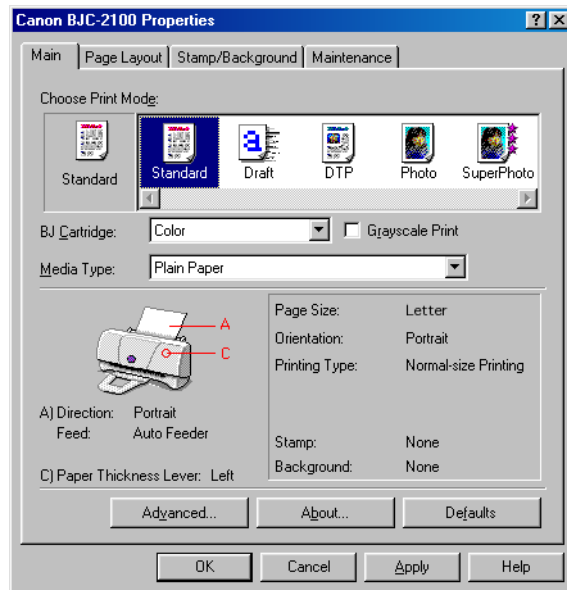 Canon BJC-2100 Properties
Main Page Layout Stamp/Background Maintenance
Choose Print Mode:
Standard Standard Draft DTP Photo SuperPhoto
BJ Cartridge: Color Grayscale Print
Media Type: Plain Paper
A
C
A) Direction: Portrait
Feed: Auto Feeder
C) Paper Thickness Lever: Left
Page Size: Letter
Orientation: Portrait
Printing Type: Normal-size Printing
Stamp: None
Background: None
Advanced... About... Defaults
OK Cancel Apply Help